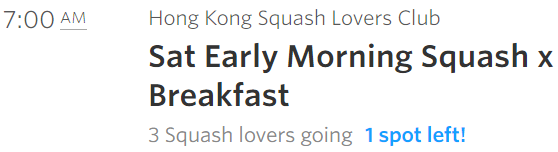 7:00 AM
Hong Kong Squash Lovers Club
Sat Early Morning Squash x
Breakfast
3 Squash lovers going 1 spot left!